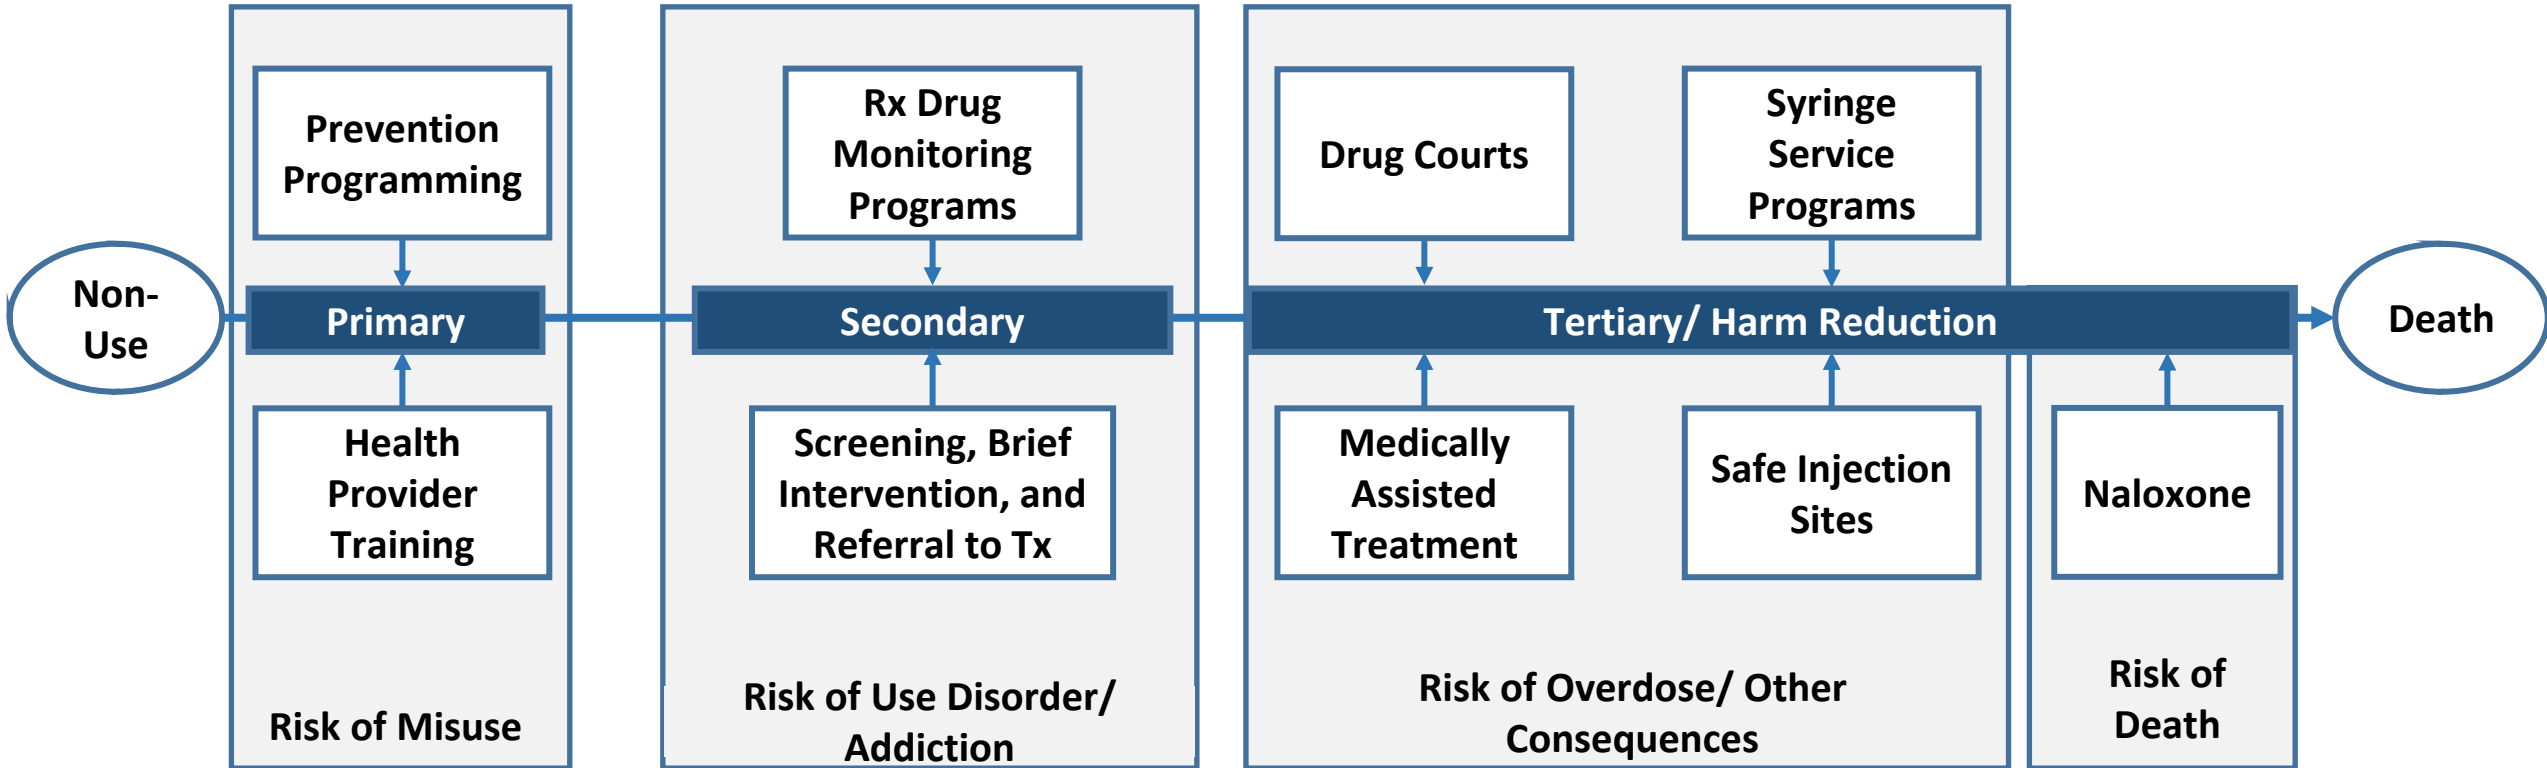 Prevention
Programming
Rx Drug
Monitoring
Programs
Drug Courts
Syringe
Service
Programs
Non-
Use
Primary
Secondary
Tertiary/ Harm Reduction
Death
Health
Provider
Training
Screening, Brief
Intervention, and
Referral to Tx
Medically
Assisted
Treatment
Safe Injection
Sites
Naloxone
Risk of Misuse
Risk of Use Disorder/
Addiction
Risk of Overdose/ Other
Consequences
Risk of
Death